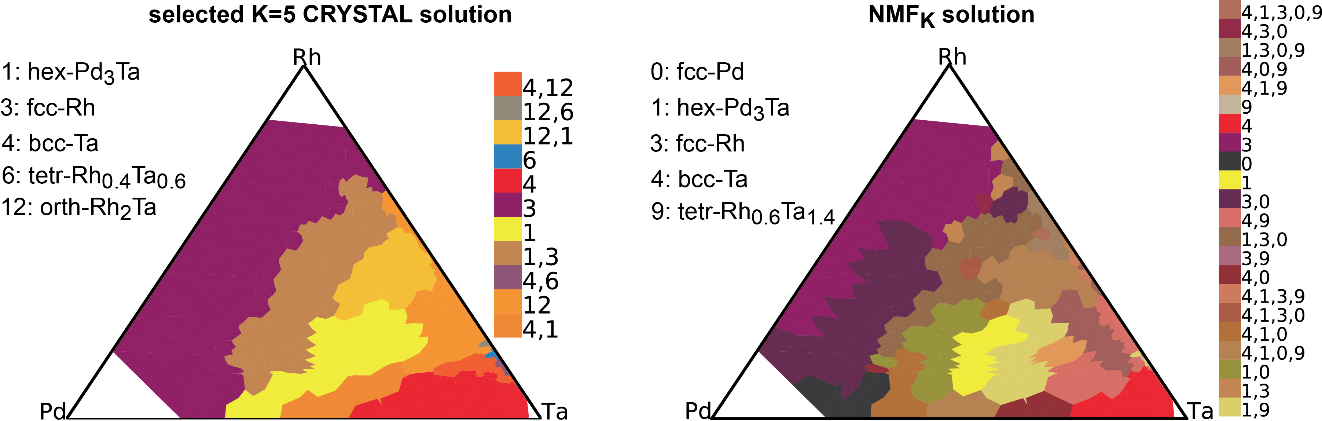 selected K=5 CRYSTAL solution
Rh
1: hex-Pd3Ta
3: fcc-Rh
4: bcc-Ta
6: tetr-Rh0.4Ta0.6
12: orth-Rh2Ta
4,12
12,6
12,1
6
4
3
1
1,3
4,6
12
4,1
Pd
Ta
NMFK solution
Rh
0: fcc-Pd
1: hex-Pd3Ta
3: fcc-Rh
4: bcc-Ta
9: tetr-Rh0.6Ta1.4
4,1,3,0,9
4,3,0
1,3,0,9
4,0,9
4,1,9
9
4
3
0
1
3,0
4,9
1,3,0
3,9
4,0
4,1,3,9
4,1,3,0
4,1,0
4,1,0,9
1,0
1,3
1,9
Pd
Ta